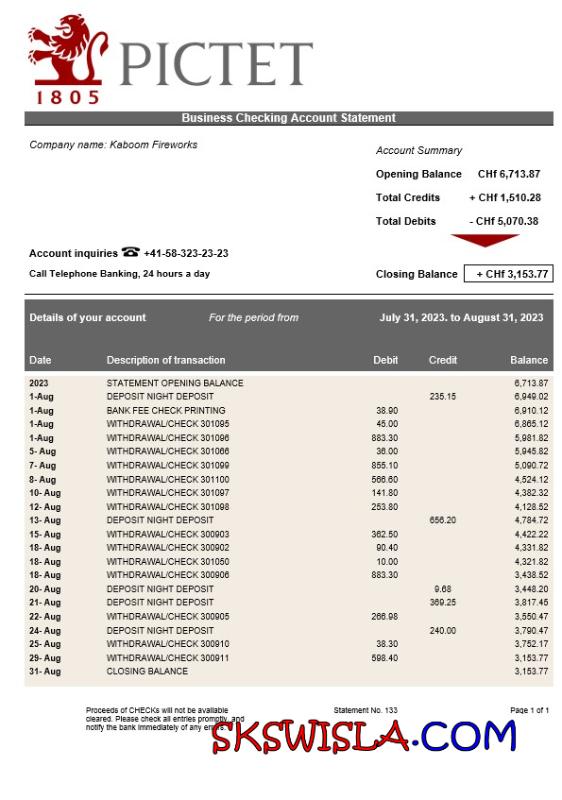 PICTET
1805
Business Checking Account Statement
Company name: Kaboom Fireworks
Account Summary
Opening Balance CHf 6,713.87
Total Credits + CHf 1,510.28
Total Debits - CHf 5,070.38
Account inquiries ☎ +41-58-323-23-23
Call Telephone Banking, 24 hours a day
Closing Balance + CHf 3,153.77
Details of your account For the period from July 31, 2023. to August 31, 2023
Date Description of transaction Debit Credit Balance
2023 STATEMENT OPENING BALANCE 6,713.87
1-Aug DEPOSIT NIGHT DEPOSIT 235.15 6,949.02
1-Aug BANK FEE CHECK PRINTING 38.90 6,910.12
1-Aug WITHDRAWAL/CHECK 301095 45.00 6,865.12
1-Aug WITHDRAWAL/CHECK 301096 883.30 5,981.82
5- Aug WITHDRAWAL/CHECK 301066 36.00 5,945.82
7- Aug WITHDRAWAL/CHECK 301099 855.10 5,090.72
8- Aug WITHDRAWAL/CHECK 301100 566.60 4,524.12
10- Aug WITHDRAWAL/CHECK 301097 141.80 4,382.32
12- Aug WITHDRAWAL/CHECK 301098 253.80 4,128.52
13- Aug DEPOSIT NIGHT DEPOSIT 656.20 4,784.72
15- Aug WITHDRAWAL/CHECK 300903 362.50 4,422.22
18- Aug WITHDRAWAL/CHECK 300902 90.40 4,331.82
18- Aug WITHDRAWAL/CHECK 301050 10.00 4,321.82
18- Aug WITHDRAWAL/CHECK 300906 883.30 3,438.52
20- Aug DEPOSIT NIGHT DEPOSIT 9.68 3,448.20
21- Aug DEPOSIT NIGHT DEPOSIT 369.25 3,817.45
22- Aug WITHDRAWAL/CHECK 300905 266.98 3,550.47
24- Aug DEPOSIT NIGHT DEPOSIT 240.00 3,790.47
25- Aug WITHDRAWAL/CHECK 300910 38.30 3,752.17
29- Aug WITHDRAWAL/CHECK 300911 598.40 3,153.77
31- Aug CLOSING BALANCE 3,153.77
Proceeds of CHECKs will not be available Statement No. 133 Page 1 of 1
cleared. Please check all entries promptly, and
notify the bank immediately of any
SKSWISLA.COM